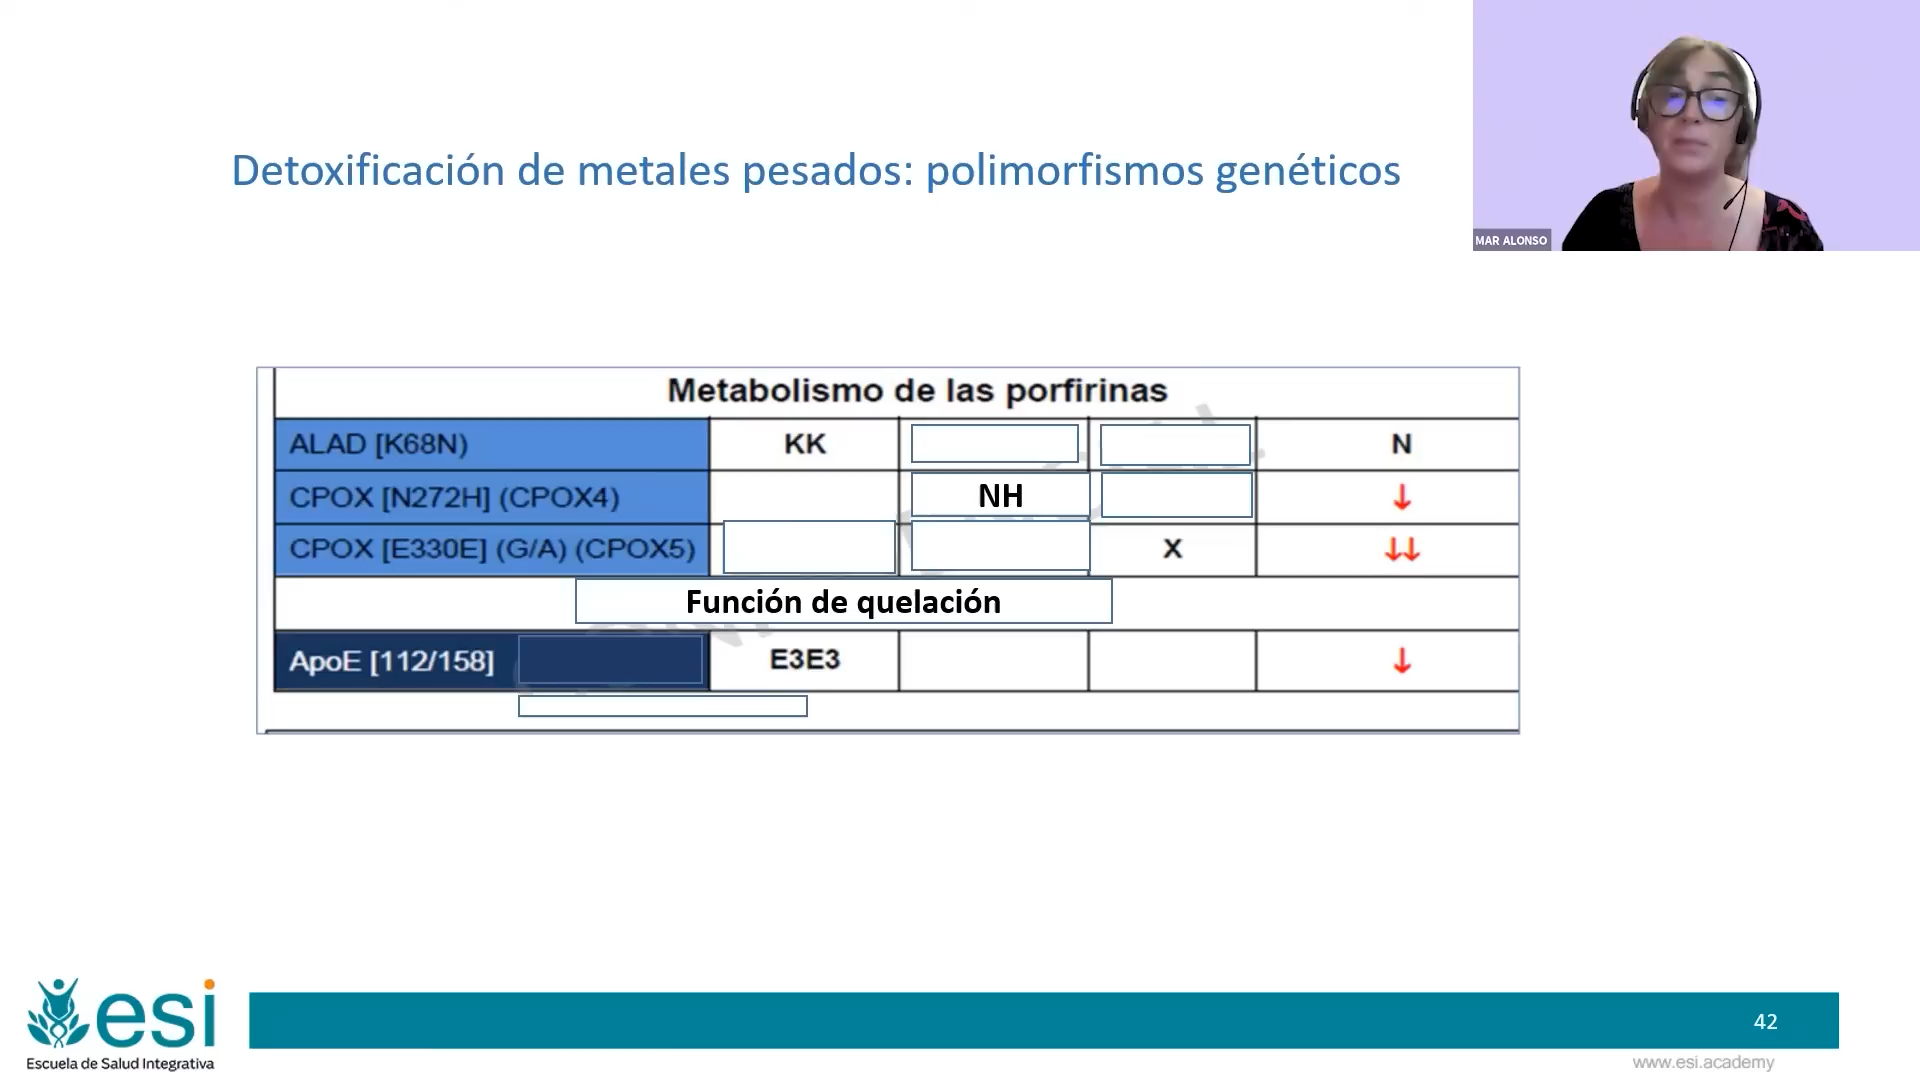 MAR ALONSO
Detoxificación de metales pesados: polimorfismos genéticos
Metabolismo de las porfirinas
ALAD [K68N) KK N
CPOX [N272H] (CPOX4) NH ↓
CPOX [E330E] (G/A) (CPOX5) X ↓↓
Función de quelación
ApoE [112/158] E3E3 ↓
esi
Escuela de Salud Integrativa
42
www.esi.academy